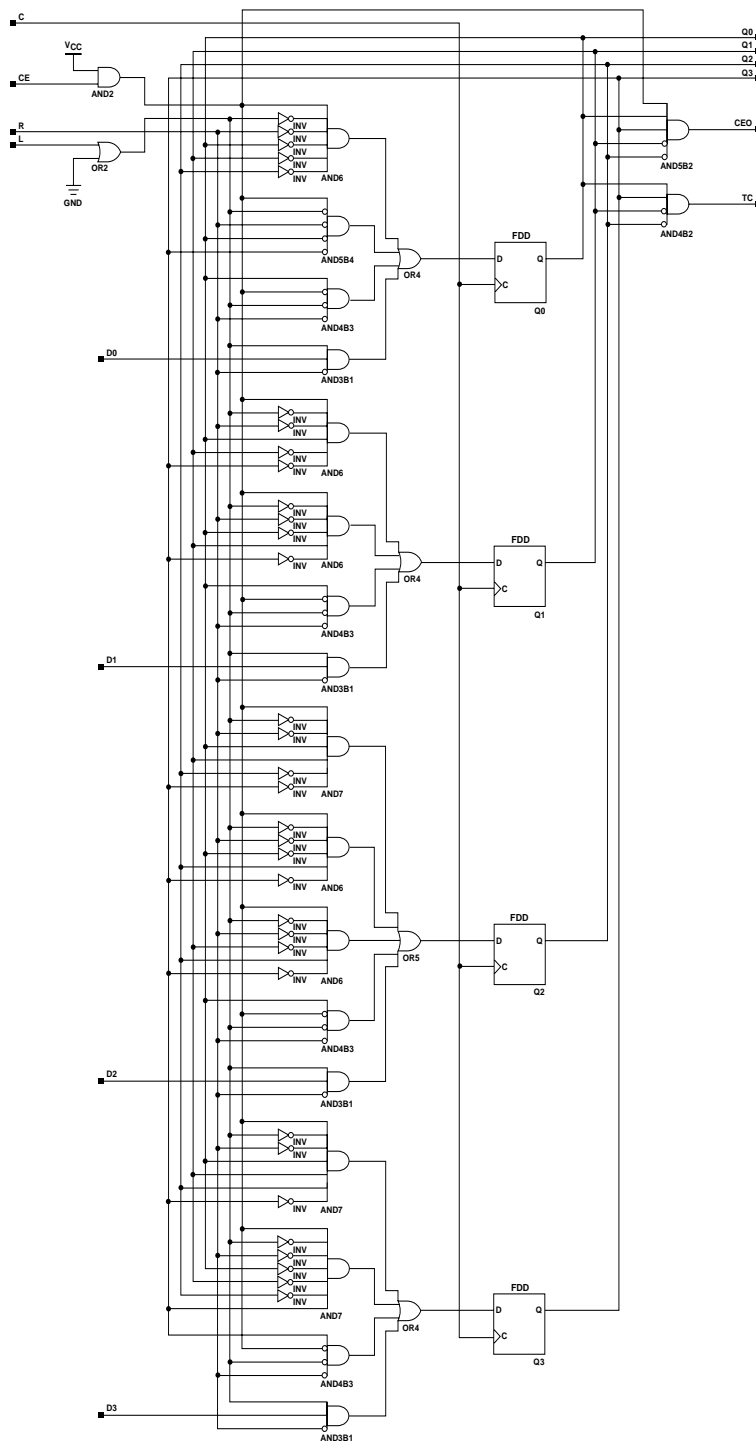 C
Q0
Q1
VCC
Q2
Q3
CE
AND2
R
L
OR2
GND
INV
INV
INV
INV
INV
AND6
CEO
AND5B2
TC
AND4B2
AND5B4
OR4
FDD
D
Q
C
Q0
AND4B3
D0
AND3B1
INV
INV
INV
INV
AND6
INV
INV
INV
INV
AND6
OR4
FDD
D
Q
C
Q1
AND4B3
D1
AND3B1
INV
INV
INV
INV
AND7
INV
INV
INV
INV
AND6
INV
INV
INV
INV
AND6
OR5
FDD
D
Q
C
Q2
AND4B3
D2
AND3B1
INV
INV
INV
AND7
INV
INV
INV
INV
INV
AND7
OR4
FDD
D
Q
C
Q3
AND4B3
D3
AND3B1